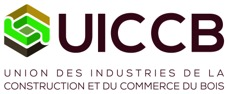 UICCB
UNION DES INDUSTRIES DE LA
CONSTRUCTION ET DU COMMERCE DU BOIS